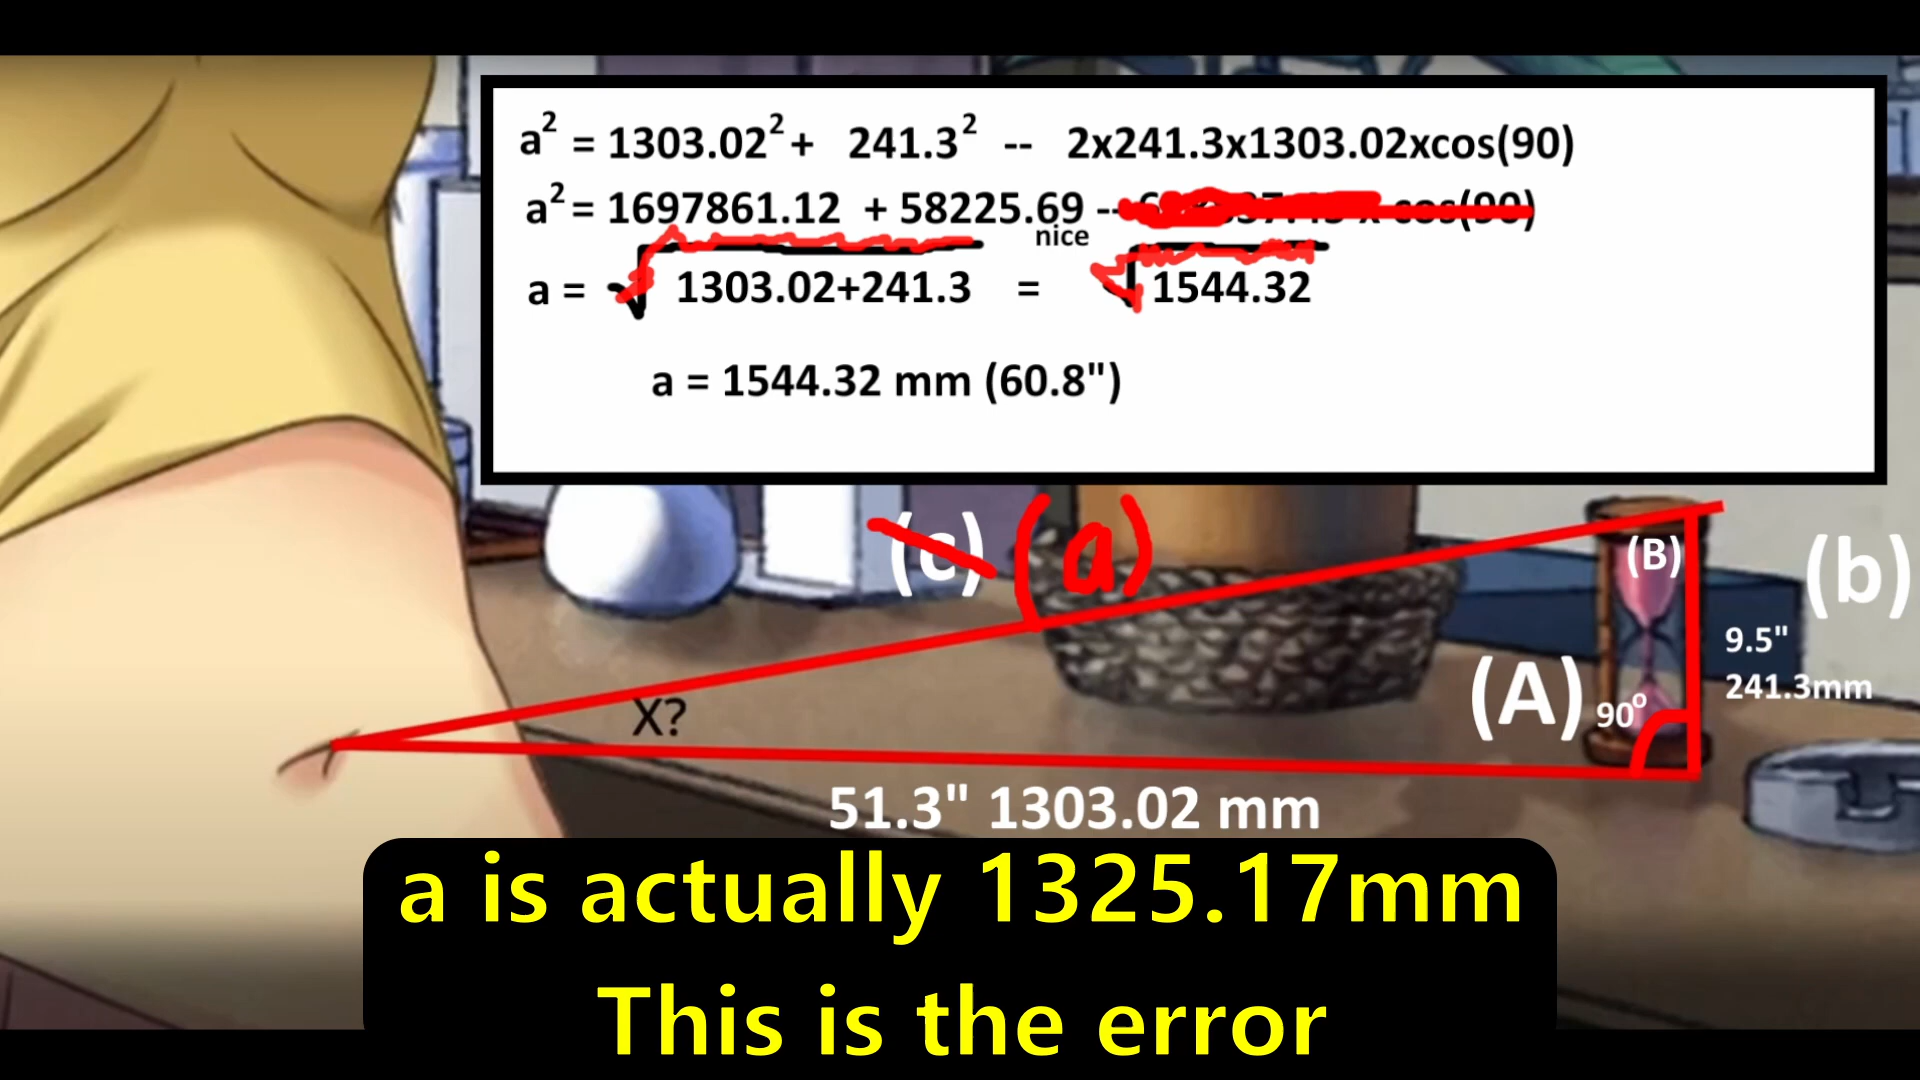 a² = 1303.02² + 241.3² -- 2x241.3x1303.02xcos(90)
a² = 1697861.12 + 58225.69 -- x cos(90)
nice
a = √ 1303.02+241.3 = √ 1544.32
a = 1544.32 mm (60.8")
(c) (a)
(B)
(b)
9.5"
(A)
241.3mm
90°
X?
51.3" 1303.02 mm
a is actually 1325.17mm
This is the error